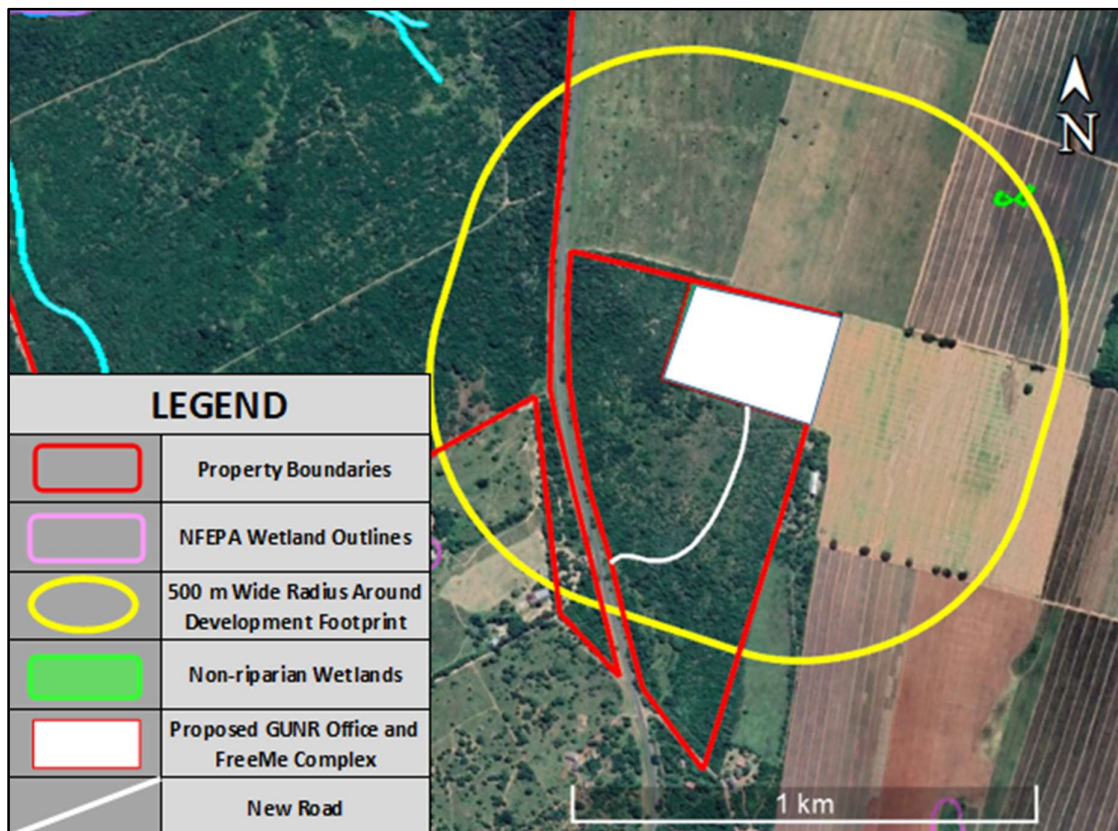 N
LEGEND
Property Boundaries
NFEPA Wetland Outlines
500 m Wide Radius Around
Development Footprint
Non-riparian Wetlands
Proposed GUNR Office and
FreeMe Complex
New Road
1 km